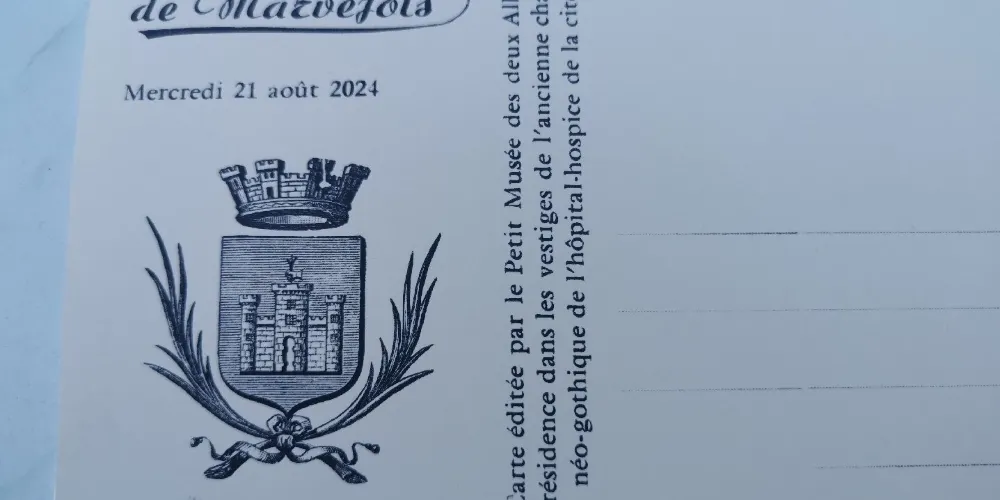 de Marvejols
Mercredi 21 août 2024
Carte éditée par le Petit Musée des deux
résidence dans les vestiges de l'ancienne
néo-gothique de l'hôpital-hospice de la